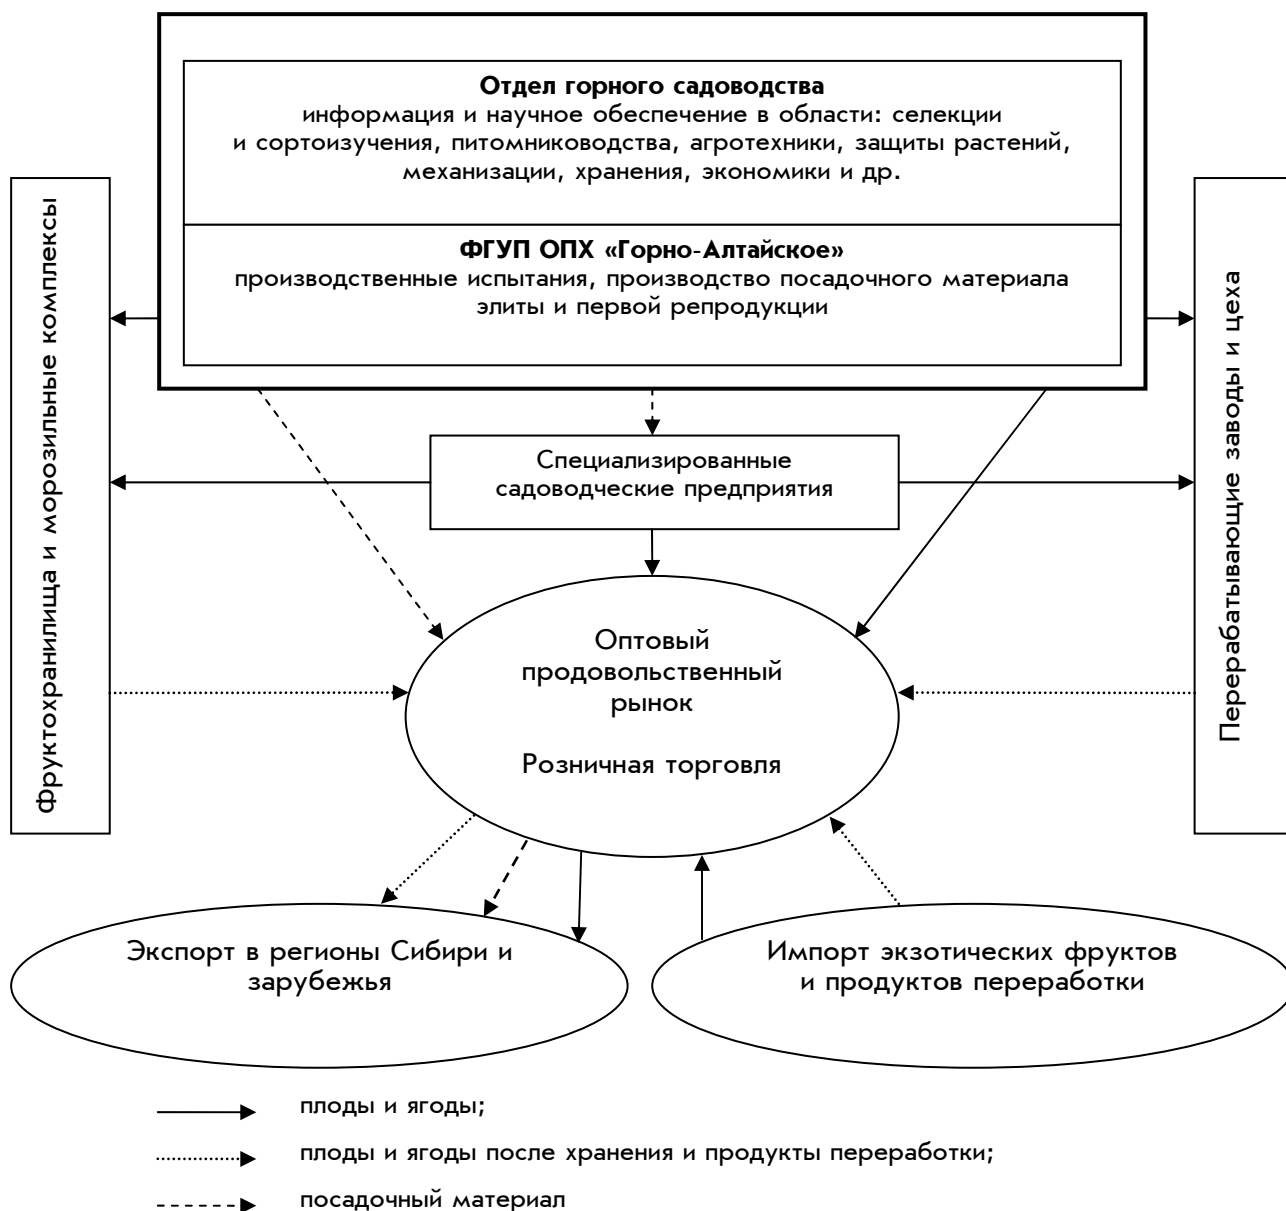 Отдел горного садоводства
информация и научное обеспечение в области: селекции
и сортоизучения, питомниководства, агротехники, защиты растений,
механизации, хранения, экономики и др.
ФГУП ОПХ «Горно-Алтайское»
производственные испытания, производство посадочного материала
элиты и первой репродукции
Фруктохранилища и морозильные комплексы
Перерабатывающие заводы и цеха
Специализированные
садоводческие предприятия
Оптовый
продовольственный
рынок
Розничная торговля
Экспорт в регионы Сибири и
зарубежья
Импорт экзотических фруктов
и продуктов переработки
плоды и ягоды;
плоды и ягоды после хранения и продукты переработки;
посадочный материал